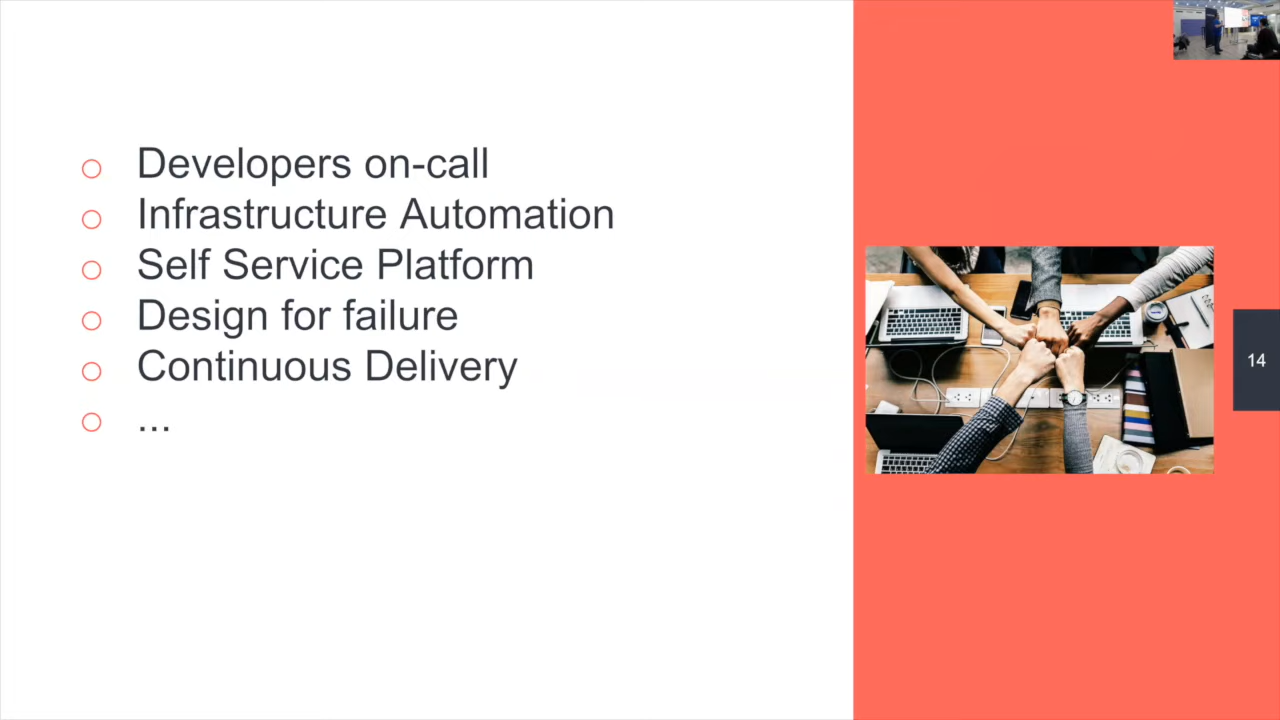 Developers on-call
Infrastructure Automation
Self Service Platform
Design for failure
Continuous Delivery
...
14